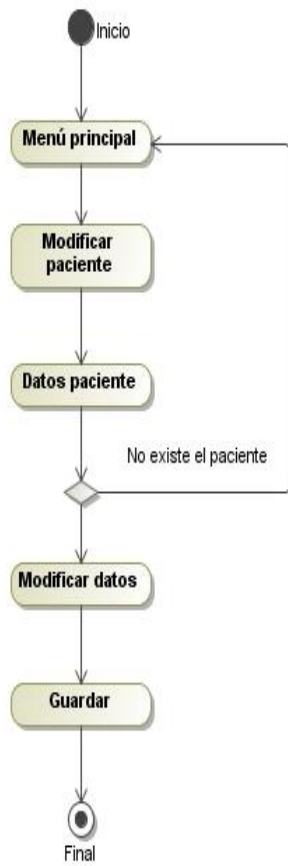 Inicio
Menú principal
Modificar
paciente
Datos paciente
No existe el paciente
Modificar datos
Guardar
Final